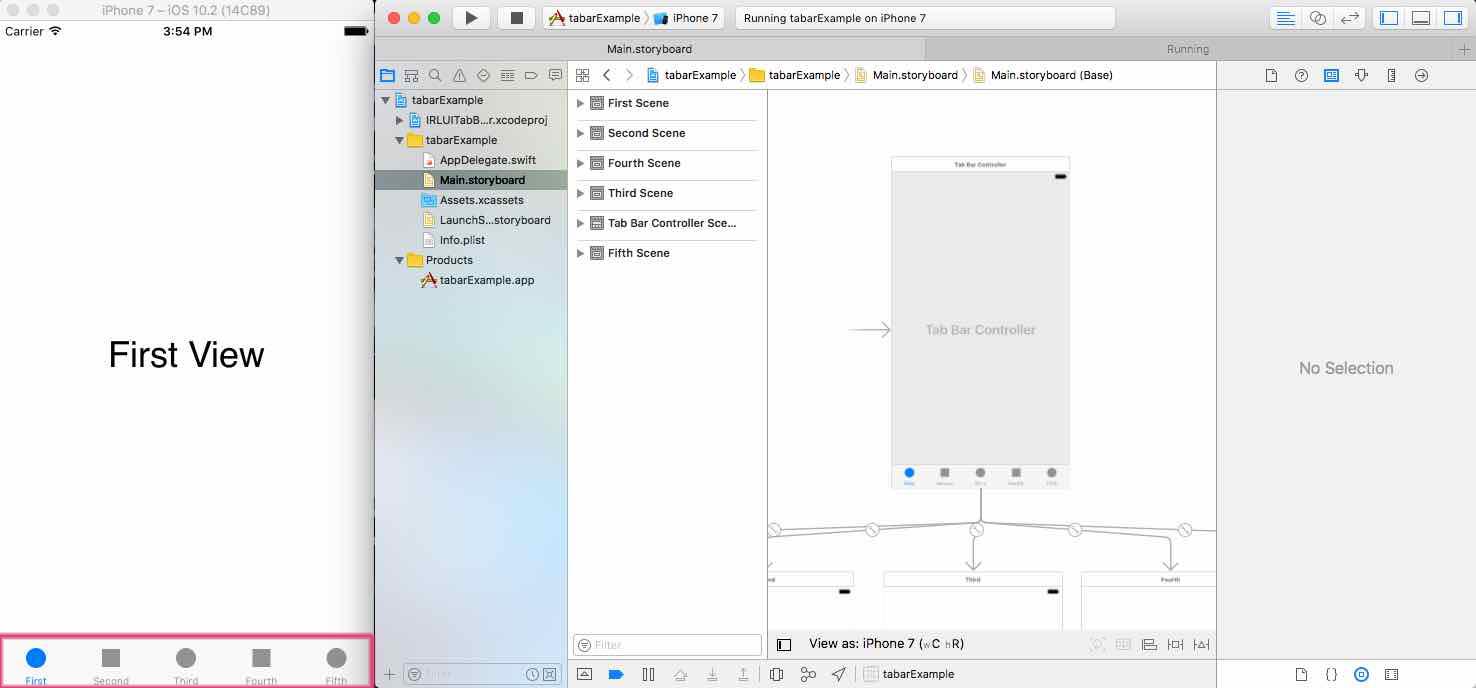 iPhone 7 – iOS 10.2 (14C89)
Carrier
3:54 PM
First View
First
Second
Third
Fourth
Fifth
tabarExample
iPhone 7
Running tabarExample on iPhone 7
Main.storyboard
Running
tabarExample
tabarExample
Main.storyboard
Main.storyboard (Base)
tabarExample
IRLUITabB...r.xcodeproj
tabarExample
AppDelegate.swift
Main.storyboard
Assets.xcassets
LaunchS...storyboard
Info.plist
Products
tabarExample.app
Filter
First Scene
Second Scene
Fourth Scene
Third Scene
Tab Bar Controller Sce...
Fifth Scene
Filter
Tab Bar Controller
Tab Bar Controller
Third
Fourth
View as: iPhone 7 (wC hR)
tabarExample
No Selection